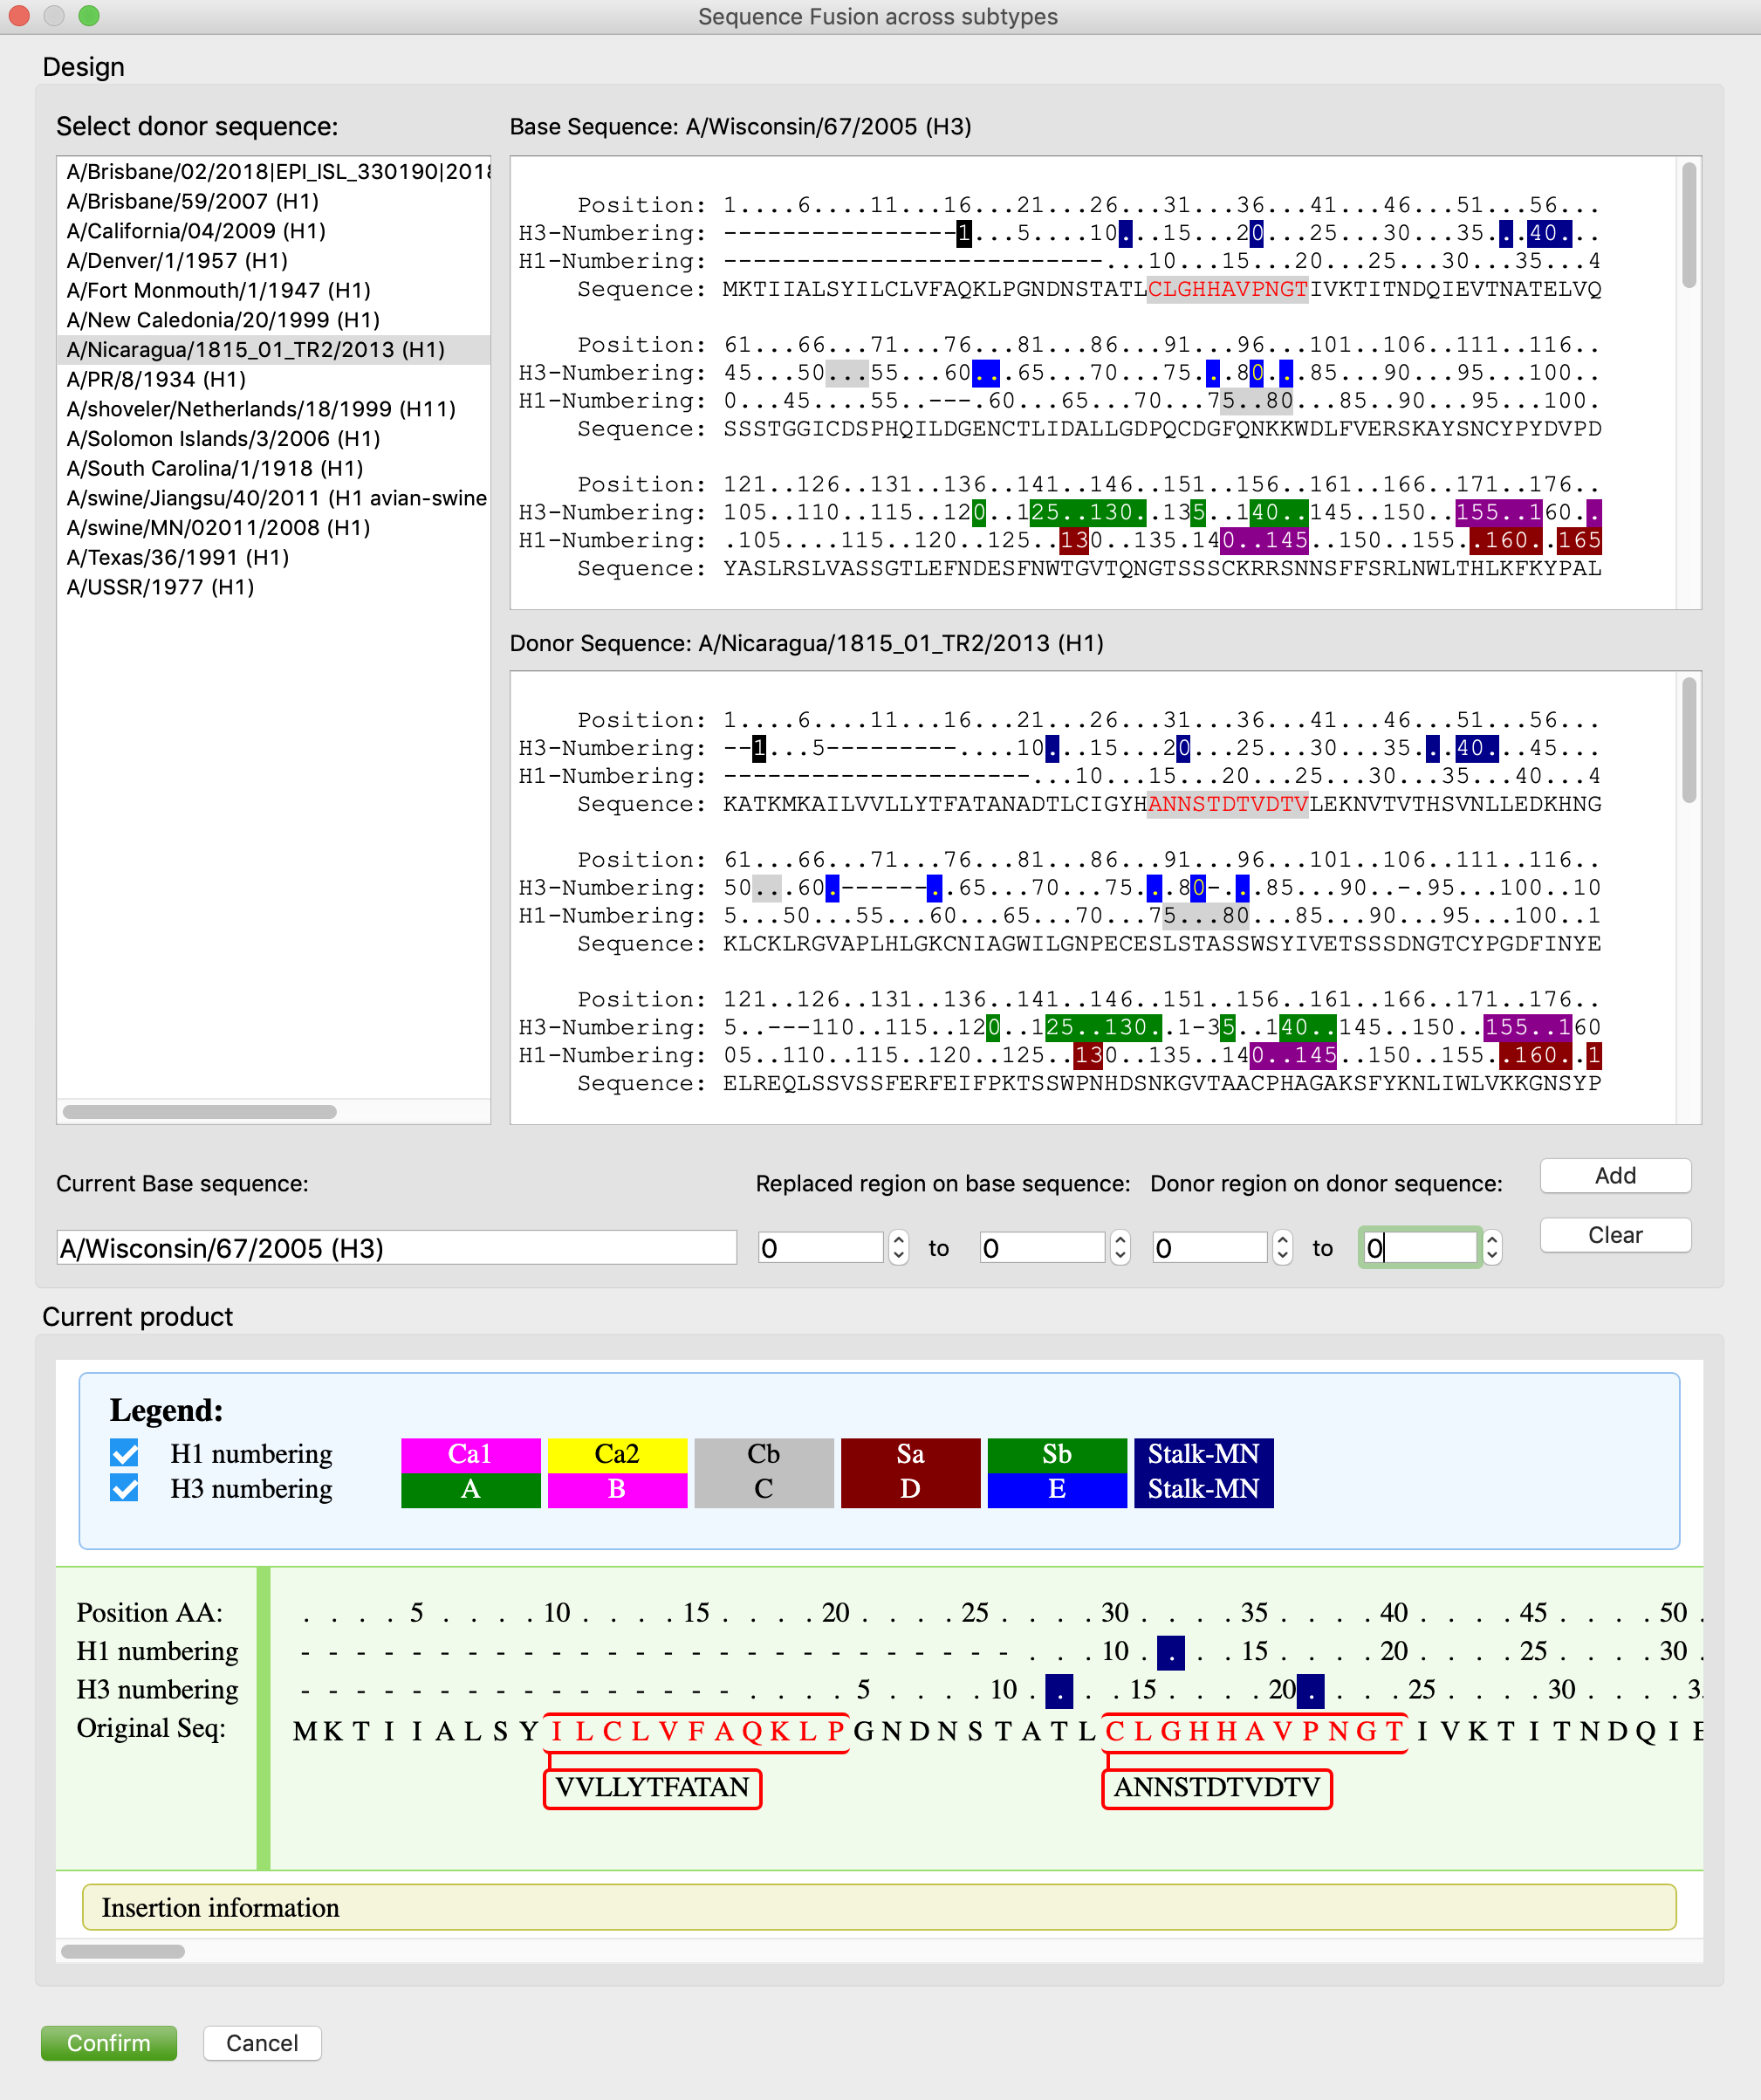 Sequence Fusion across subtypes
Design
Select donor sequence:
A/Brisbane/02/2018|EPI_ISL_330190|2018
A/Brisbane/59/2007 (H1)
A/California/04/2009 (H1)
A/Denver/1/1957 (H1)
A/Fort Monmouth/1/1947 (H1)
A/New Caledonia/20/1999 (H1)
A/Nicaragua/1815_01_TR2/2013 (H1)
A/PR/8/1934 (H1)
A/shoveler/Netherlands/18/1999 (H11)
A/Solomon Islands/3/2006 (H1)
A/South Carolina/1/1918 (H1)
A/swine/Jiangsu/40/2011 (H1 avian-swine
A/swine/MN/02011/2008 (H1)
A/Texas/36/1991 (H1)
A/USSR/1977 (H1)
Base Sequence: A/Wisconsin/67/2005 (H3)
Position: 1....6....11...16...21...26...31...36...41...46...51...56...
H3-Numbering: ----------------1...5....10...15...20...25...30...35...40...
H1-Numbering: --------------------------...10...15...20...25...30...35...4
Sequence: MKTIIALSYILCLVFAQKLPGNDNSTATLCLGHHAVPNGTIVKTITNDQIEVTNATELVQ
Position: 61...66...71...76...81...86...91...96...101..106..111..116..
H3-Numbering: 45...50...55...60...65...70...75...80...85...90...95...100..
H1-Numbering: 0...45....55..---.60...65...70...75..80...85...90...95...100.
Sequence: SSSTGGICDSPHQILDGENCTLIDALLGDPQCDGFQNKKWDLFVERSKAYSNCYPYDVPD
Position: 121..126..131..136..141..146..151..156..161..166..171..176..
H3-Numbering: 105..110..115..120..125..130..135..140..145..150..155..160..
H1-Numbering: .105....115..120..125..130..135.140..145..150..155..160..165
Sequence: YASLRSLVASSGTLEFNDESFNWTGVTQNGTSSSCKRRSNNSFFSRLNWLTHLKFKYPAL
Donor Sequence: A/Nicaragua/1815_01_TR2/2013 (H1)
Position: 1....6....11...16...21...26...31...36...41...46...51...56...
H3-Numbering: --1...5---------....10...15...20...25...30...35...40...45...
H1-Numbering: ---------------------...10...15...20...25...30...35...40...4
Sequence: KATKMKAILVVLLYTFATANADTLCIGYHANNSTDTVDTVLEKNVTVTHSVNLLEDKHNG
Position: 61...66...71...76...81...86...91...96...101..106..111..116..
H3-Numbering: 50...60.------..65...70...75...80-..85...90..-.95...100..10
H1-Numbering: 5...50...55...60...65...70...75...80...85...90...95...100..1
Sequence: KLCKLRGVAPLHLGKCNIAGWILGNPECESLSTASSWSYIVETSSSDNGTCYPGDFINYE
Position: 121..126..131..136..141..146..151..156..161..166..171..176..
H3-Numbering: 5..---110..115..120..125..130..1-35..140..145..150..155..160
H1-Numbering: 05..110..115..120..125..130..135..140..145..150..155..160..1
Sequence: ELREQLSSVSSFERFEIFPKTSSWPNHDSNKGVTAACPHAGAKSFYKNLIWLVKKGNSYP
Current Base sequence:
Replaced region on base sequence:
Donor region on donor sequence:
Add
A/Wisconsin/67/2005 (H3)
0 to 0
0 to 0
Clear
Current product
Legend:
H1 numbering Ca1 Ca2 Cb Sa Sb Stalk-MN
H3 numbering A B C D E Stalk-MN
Position AA: . . . . 5 . . . . 10 . . . . 15 . . . . 20 . . . . 25 . . . . 30 . . . . 35 . . . . 40 . . . . 45 . . . . 50 .
H1 numbering - - - - - - - - - - - - - - - - - - - - - - - - - - . . . 10 . . . . 15 . . . . 20 . . . . 25 . . . . 30 .
H3 numbering - - - - - - - - - - - - - - - - . . . . 5 . . . . 10 . . . . 15 . . . . 20 . . . . 25 . . . . 30 . . . . 3
Original Seq: M K T I I A L S Y I L C L V F A Q K L P G N D N S T A T L C L G H H A V P N G T I V K T I T N D Q I E
VVLLYTFATAN
ANNSTDTVDTV
Insertion information
Confirm
Cancel